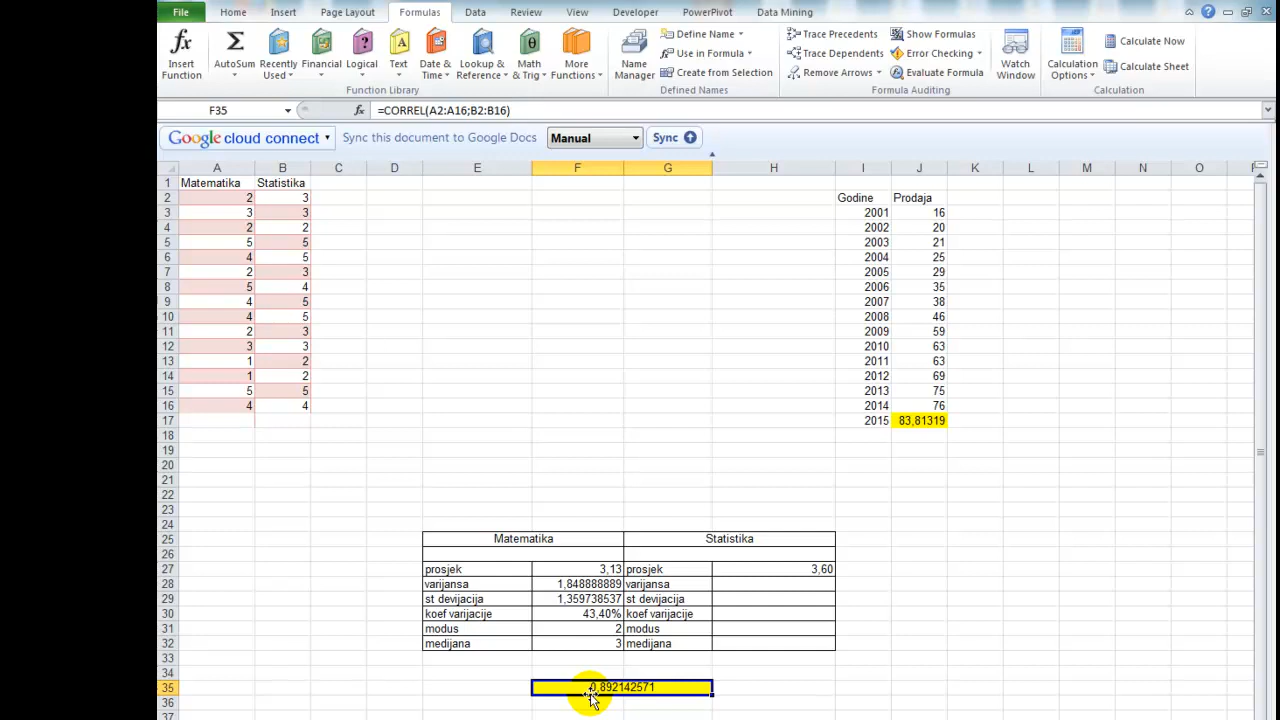 File Home Insert Page Layout Formulas Data Review View Developer PowerPivot Data Mining
fx Σ A θ ?
Insert Function AutoSum Recently Used Financial Logical Text Date & Time Lookup & Reference Math & Trig More Functions
Function Library
Name Manager Define Name Use in Formula Create from Selection
Defined Names
Trace Precedents Trace Dependents Remove Arrows Show Formulas Error Checking Evaluate Formula Watch Window
Formula Auditing
Calculation Options Calculate Now Calculate Sheet
Calculation
F35 fx =CORREL(A2:A16;B2:B16)
Google cloud connect Sync this document to Google Docs Manual Sync
A B C D E F G H I J K L M N O
1 Matematika Statistika
2 2 3 Godine Prodaja
3 3 3 2001 16
4 2 2 2002 20
5 5 5 2003 21
6 4 5 2004 25
7 2 3 2005 29
8 5 4 2006 35
9 4 5 2007 38
10 4 5 2008 46
11 2 3 2009 59
12 3 3 2010 63
13 1 2 2011 63
14 1 2 2012 69
15 5 5 2013 75
16 4 4 2014 76
17 2015 83,81319
18
19
20
21
22
23
24
25 Matematika Statistika
26
27 prosjek 3,13 prosjek 3,60
28 varijansa 1,848888889 varijansa
29 st devijacija 1,359738537 st devijacija
30 koef varijacije 43,40% koef varijacije
31 modus 2 modus
32 medijana 3 medijana
33
34
35 0,892142571
36
37